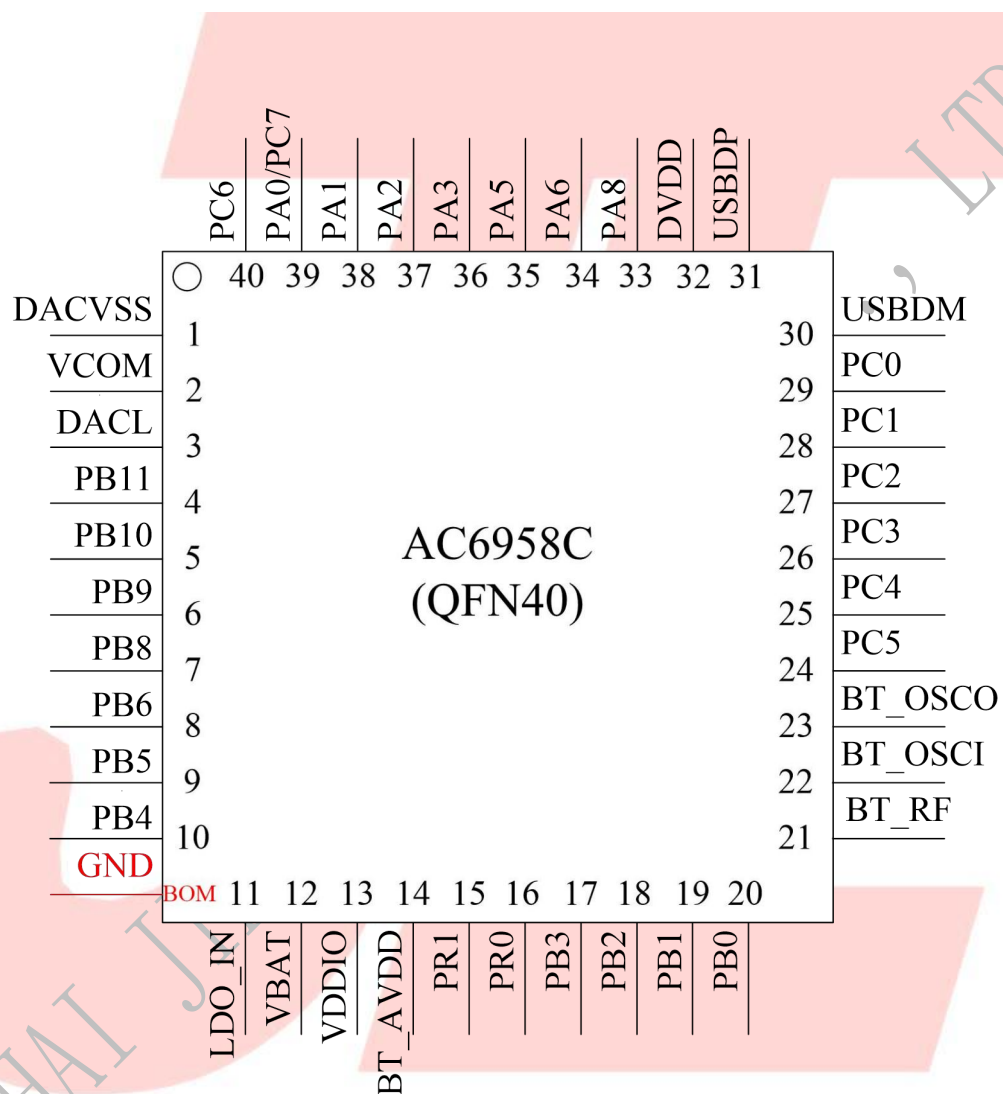 PC6 PA0/PC7 PA1 PA2 PA3 PA5 PA6 PA8 DVDD USBDP
40 39 38 37 36 35 34 33 32 31
DACVSS 1
VCOM 2
DACL 3
PB11 4
PB10 5
PB9 6
PB8 7
PB6 8
PB5 9
PB4 10
GND BOM
AC6958C
(QFN40)
30 USBDM
29 PC0
28 PC1
27 PC2
26 PC3
25 PC4
24 PC5
23 BT_OSCO
22 BT_OSCI
21 BT_RF
11 12 13 14 15 16 17 18 19 20
LDO_IN VBAT VDDIO BT_AVDD PR1 PR0 PB3 PB2 PB1 PB0
, LTD